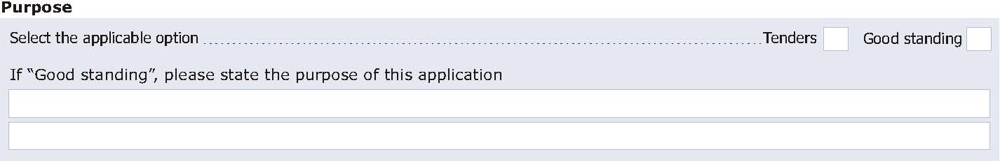 Purpose
Select the applicable option ........................................................................................ Tenders Good standing
If “Good standing”, please state the purpose of this application